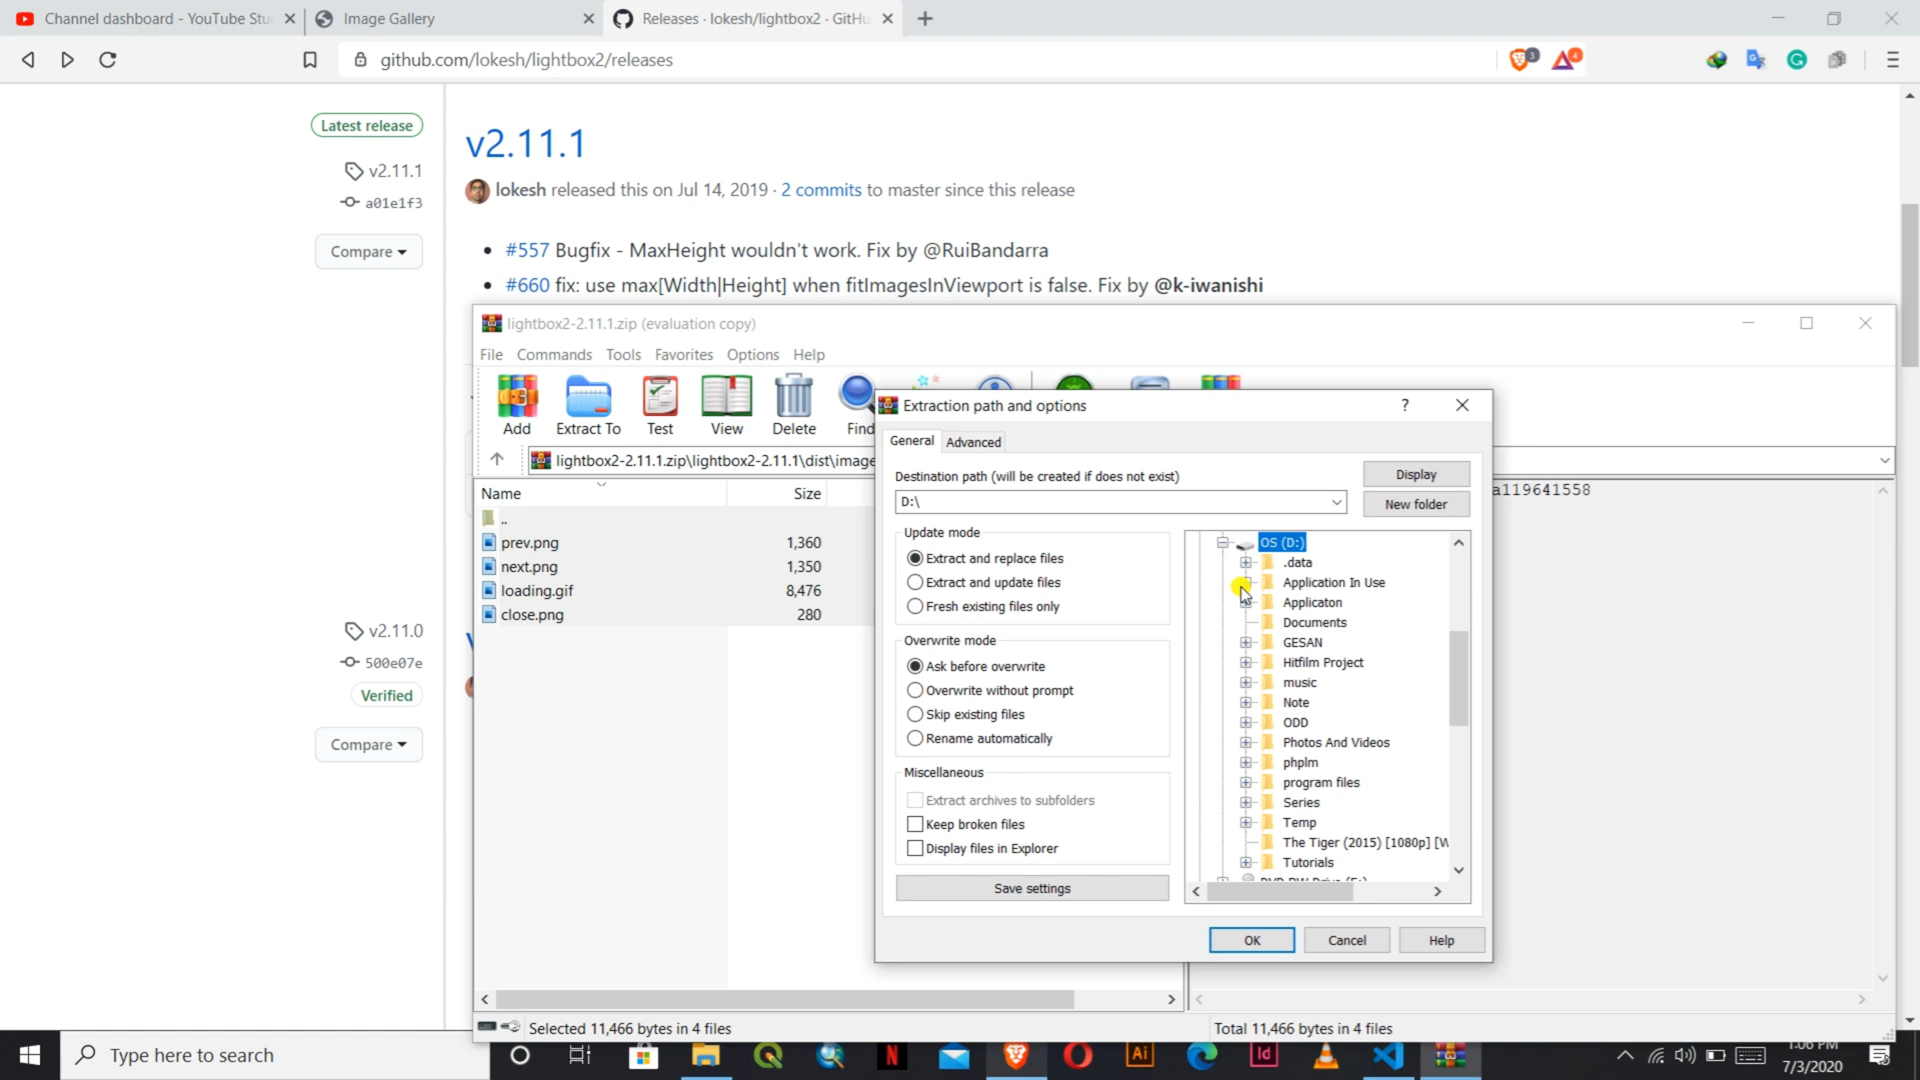 Channel dashboard - YouTube Stu
Image Gallery
Releases · lokesh/lightbox2 · GitHu
github.com/lokesh/lightbox2/releases
3
4
Latest release
v2.11.1
a01e1f3
Compare
v2.11.1
lokesh released this on Jul 14, 2019 · 2 commits to master since this release
#557 Bugfix - MaxHeight wouldn't work. Fix by @RuiBandarra
#660 fix: use max[Width|Height] when fitImagesInViewport is false. Fix by @k-iwanishi
v2.11.0
500e07e
Verified
Compare
lightbox2-2.11.1.zip (evaluation copy)
File Commands Tools Favorites Options Help
Add Extract To Test View Delete Find
lightbox2-2.11.1.zip\lightbox2-2.11.1\dist\image
Name Size
..
prev.png 1,360
next.png 1,350
loading.gif 8,476
close.png 280
a119641558
Selected 11,466 bytes in 4 files
Total 11,466 bytes in 4 files
Extraction path and options
?
General Advanced
Destination path (will be created if does not exist)
D:\
Display
New folder
Update mode
Extract and replace files
Extract and update files
Fresh existing files only
Overwrite mode
Ask before overwrite
Overwrite without prompt
Skip existing files
Rename automatically
Miscellaneous
Extract archives to subfolders
Keep broken files
Display files in Explorer
Save settings
OS (D:)
.data
Application In Use
Applicaton
Documents
GESAN
Hitfilm Project
music
Note
ODD
Photos And Videos
phplm
program files
Series
Temp
The Tiger (2015) [1080p] [W
Tutorials
OK Cancel Help
Type here to search
N
Ai
Id
1:06 PM
7/3/2020